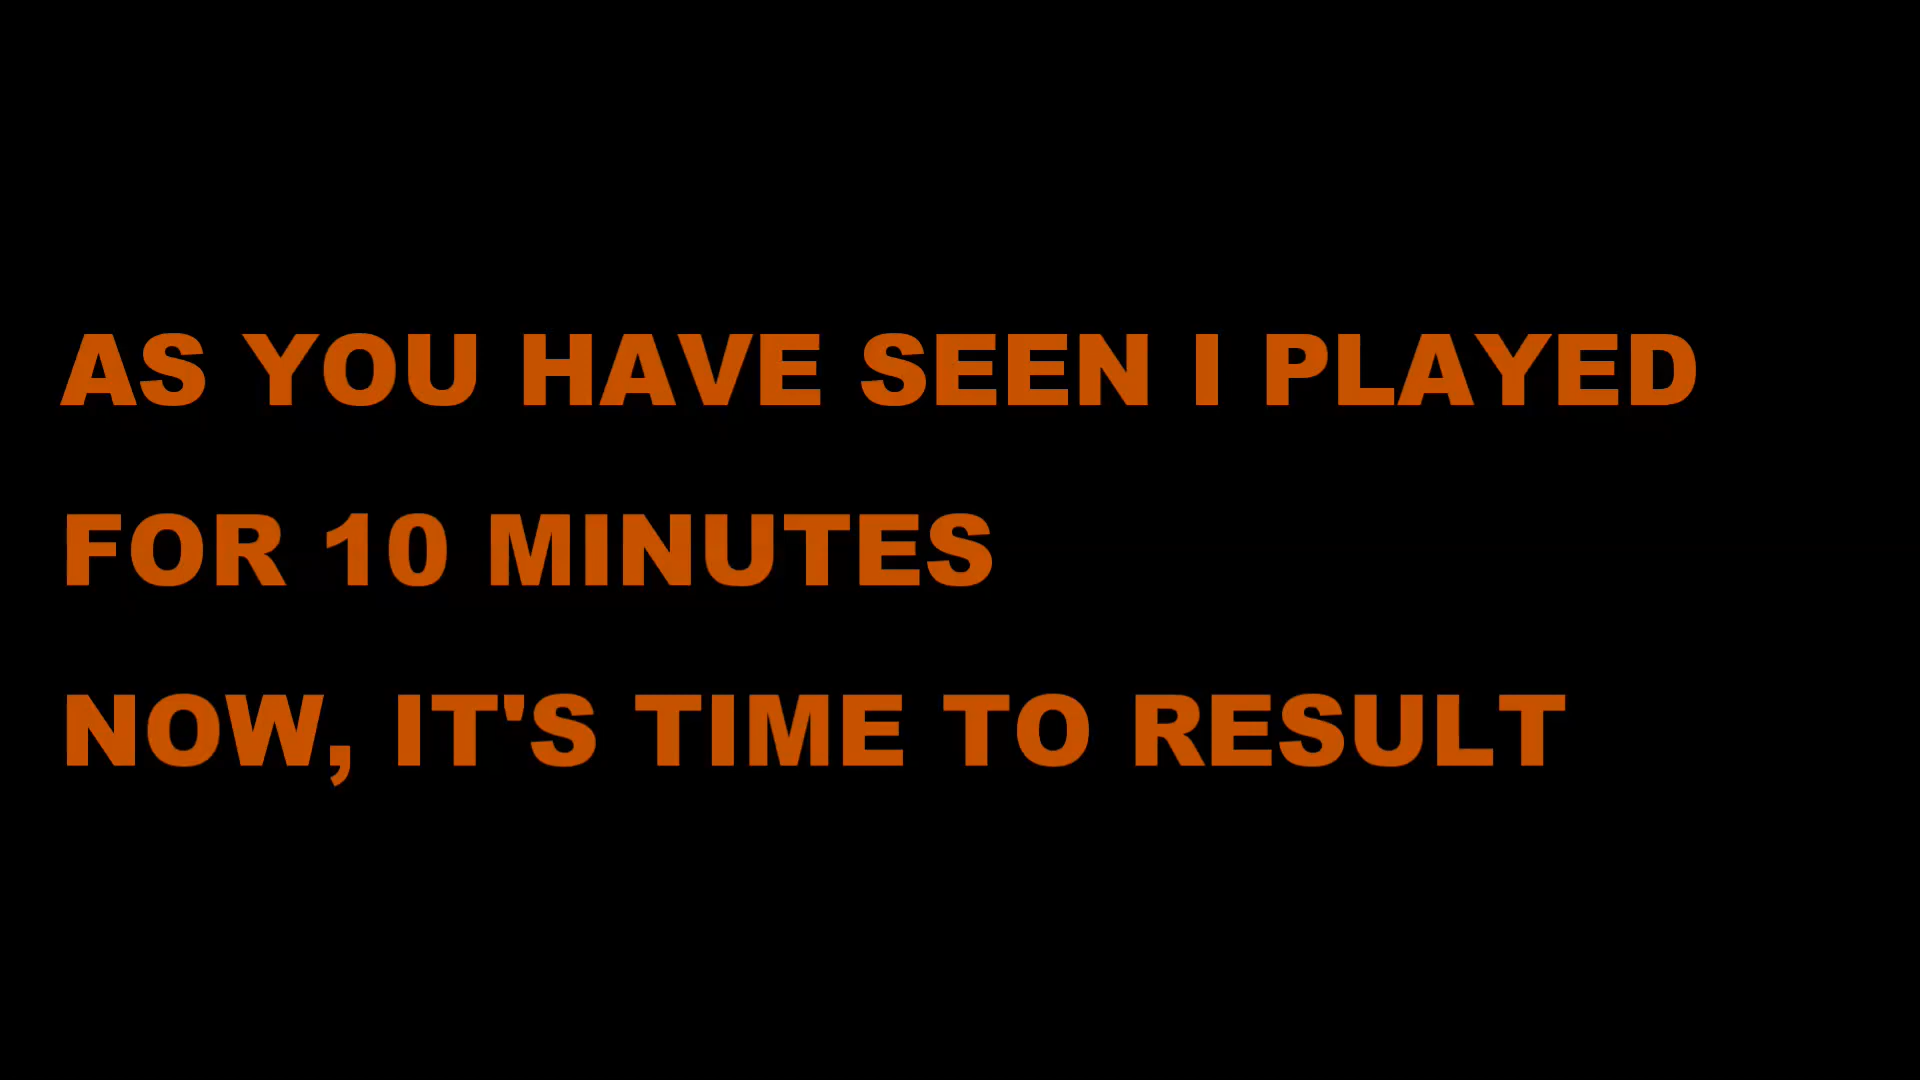 AS YOU HAVE SEEN I PLAYED
FOR 10 MINUTES
NOW, IT'S TIME TO RESULT